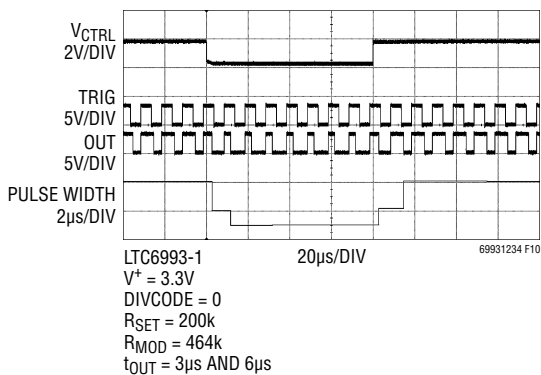 V_CTRL
2V/DIV
TRIG
5V/DIV
OUT
5V/DIV
PULSE WIDTH
2µs/DIV
20µs/DIV
69931234 F10
LTC6993-1
V⁺ = 3.3V
DIVCODE = 0
R_SET = 200k
R_MOD = 464k
t_OUT = 3µs AND 6µs